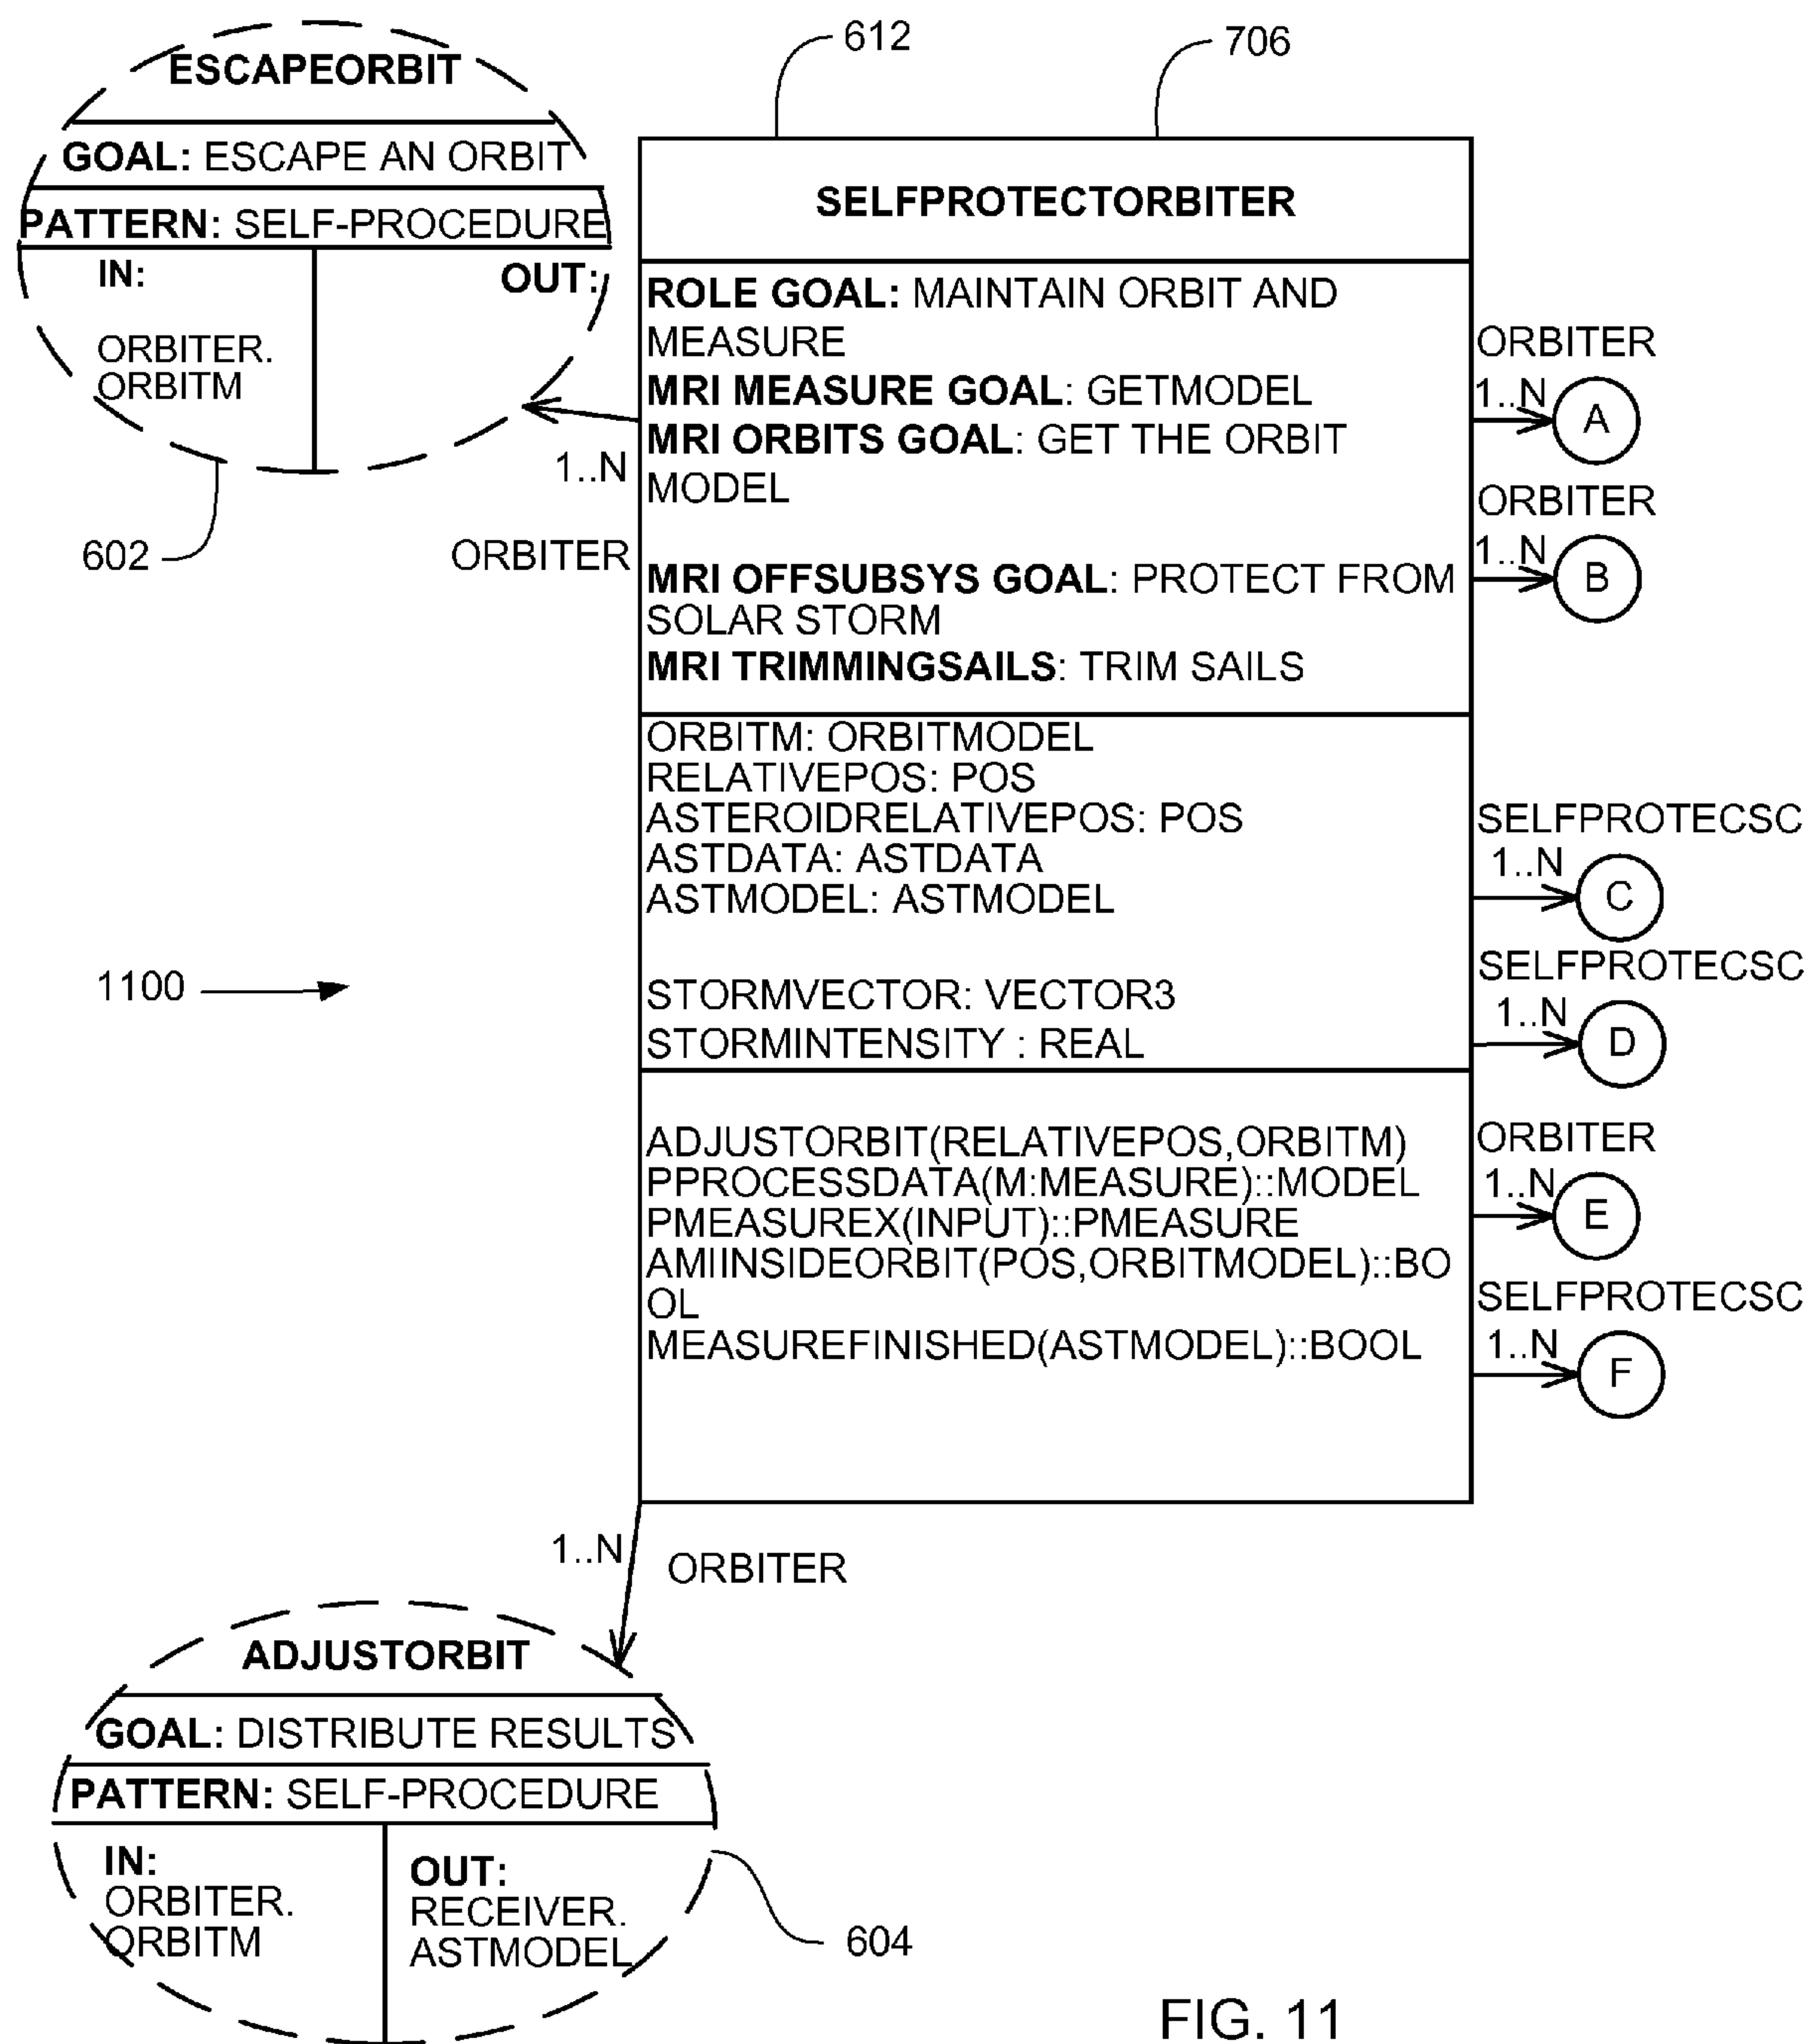 612
706
ESCAPEORBIT
GOAL: ESCAPE AN ORBIT
PATTERN: SELF-PROCEDURE
IN:
OUT:
ORBITER.
ORBITM
602
1..N
ORBITER
SELFPROTECTORBITER
ROLE GOAL: MAINTAIN ORBIT AND
MEASURE
MRI MEASURE GOAL: GETMODEL
MRI ORBITS GOAL: GET THE ORBIT
MODEL
MRI OFFSUBSYS GOAL: PROTECT FROM
SOLAR STORM
MRI TRIMMINGSAILS: TRIM SAILS
ORBITM: ORBITMODEL
RELATIVEPOS: POS
ASTEROIDRELATIVEPOS: POS
ASTDATA: ASTDATA
ASTMODEL: ASTMODEL
STORMVECTOR: VECTOR3
STORMINTENSITY : REAL
ADJUSTORBIT(RELATIVEPOS,ORBITM)
PPROCESSDATA(M:MEASURE)::MODEL
PMEASUREX(INPUT)::PMEASURE
AMIINSIDEORBIT(POS,ORBITMODEL)::BO
OL
MEASUREFINISHED(ASTMODEL)::BOOL
ORBITER
1..N
A
ORBITER
1..N
B
SELFPROTECSC
1..N
C
SELFPROTECSC
1..N
D
ORBITER
1..N
E
SELFPROTECSC
1..N
F
1100
1..N
ORBITER
ADJUSTORBIT
GOAL: DISTRIBUTE RESULTS
PATTERN: SELF-PROCEDURE
IN:
ORBITER.
ORBITM
OUT:
RECEIVER.
ASTMODEL
604
FIG. 11